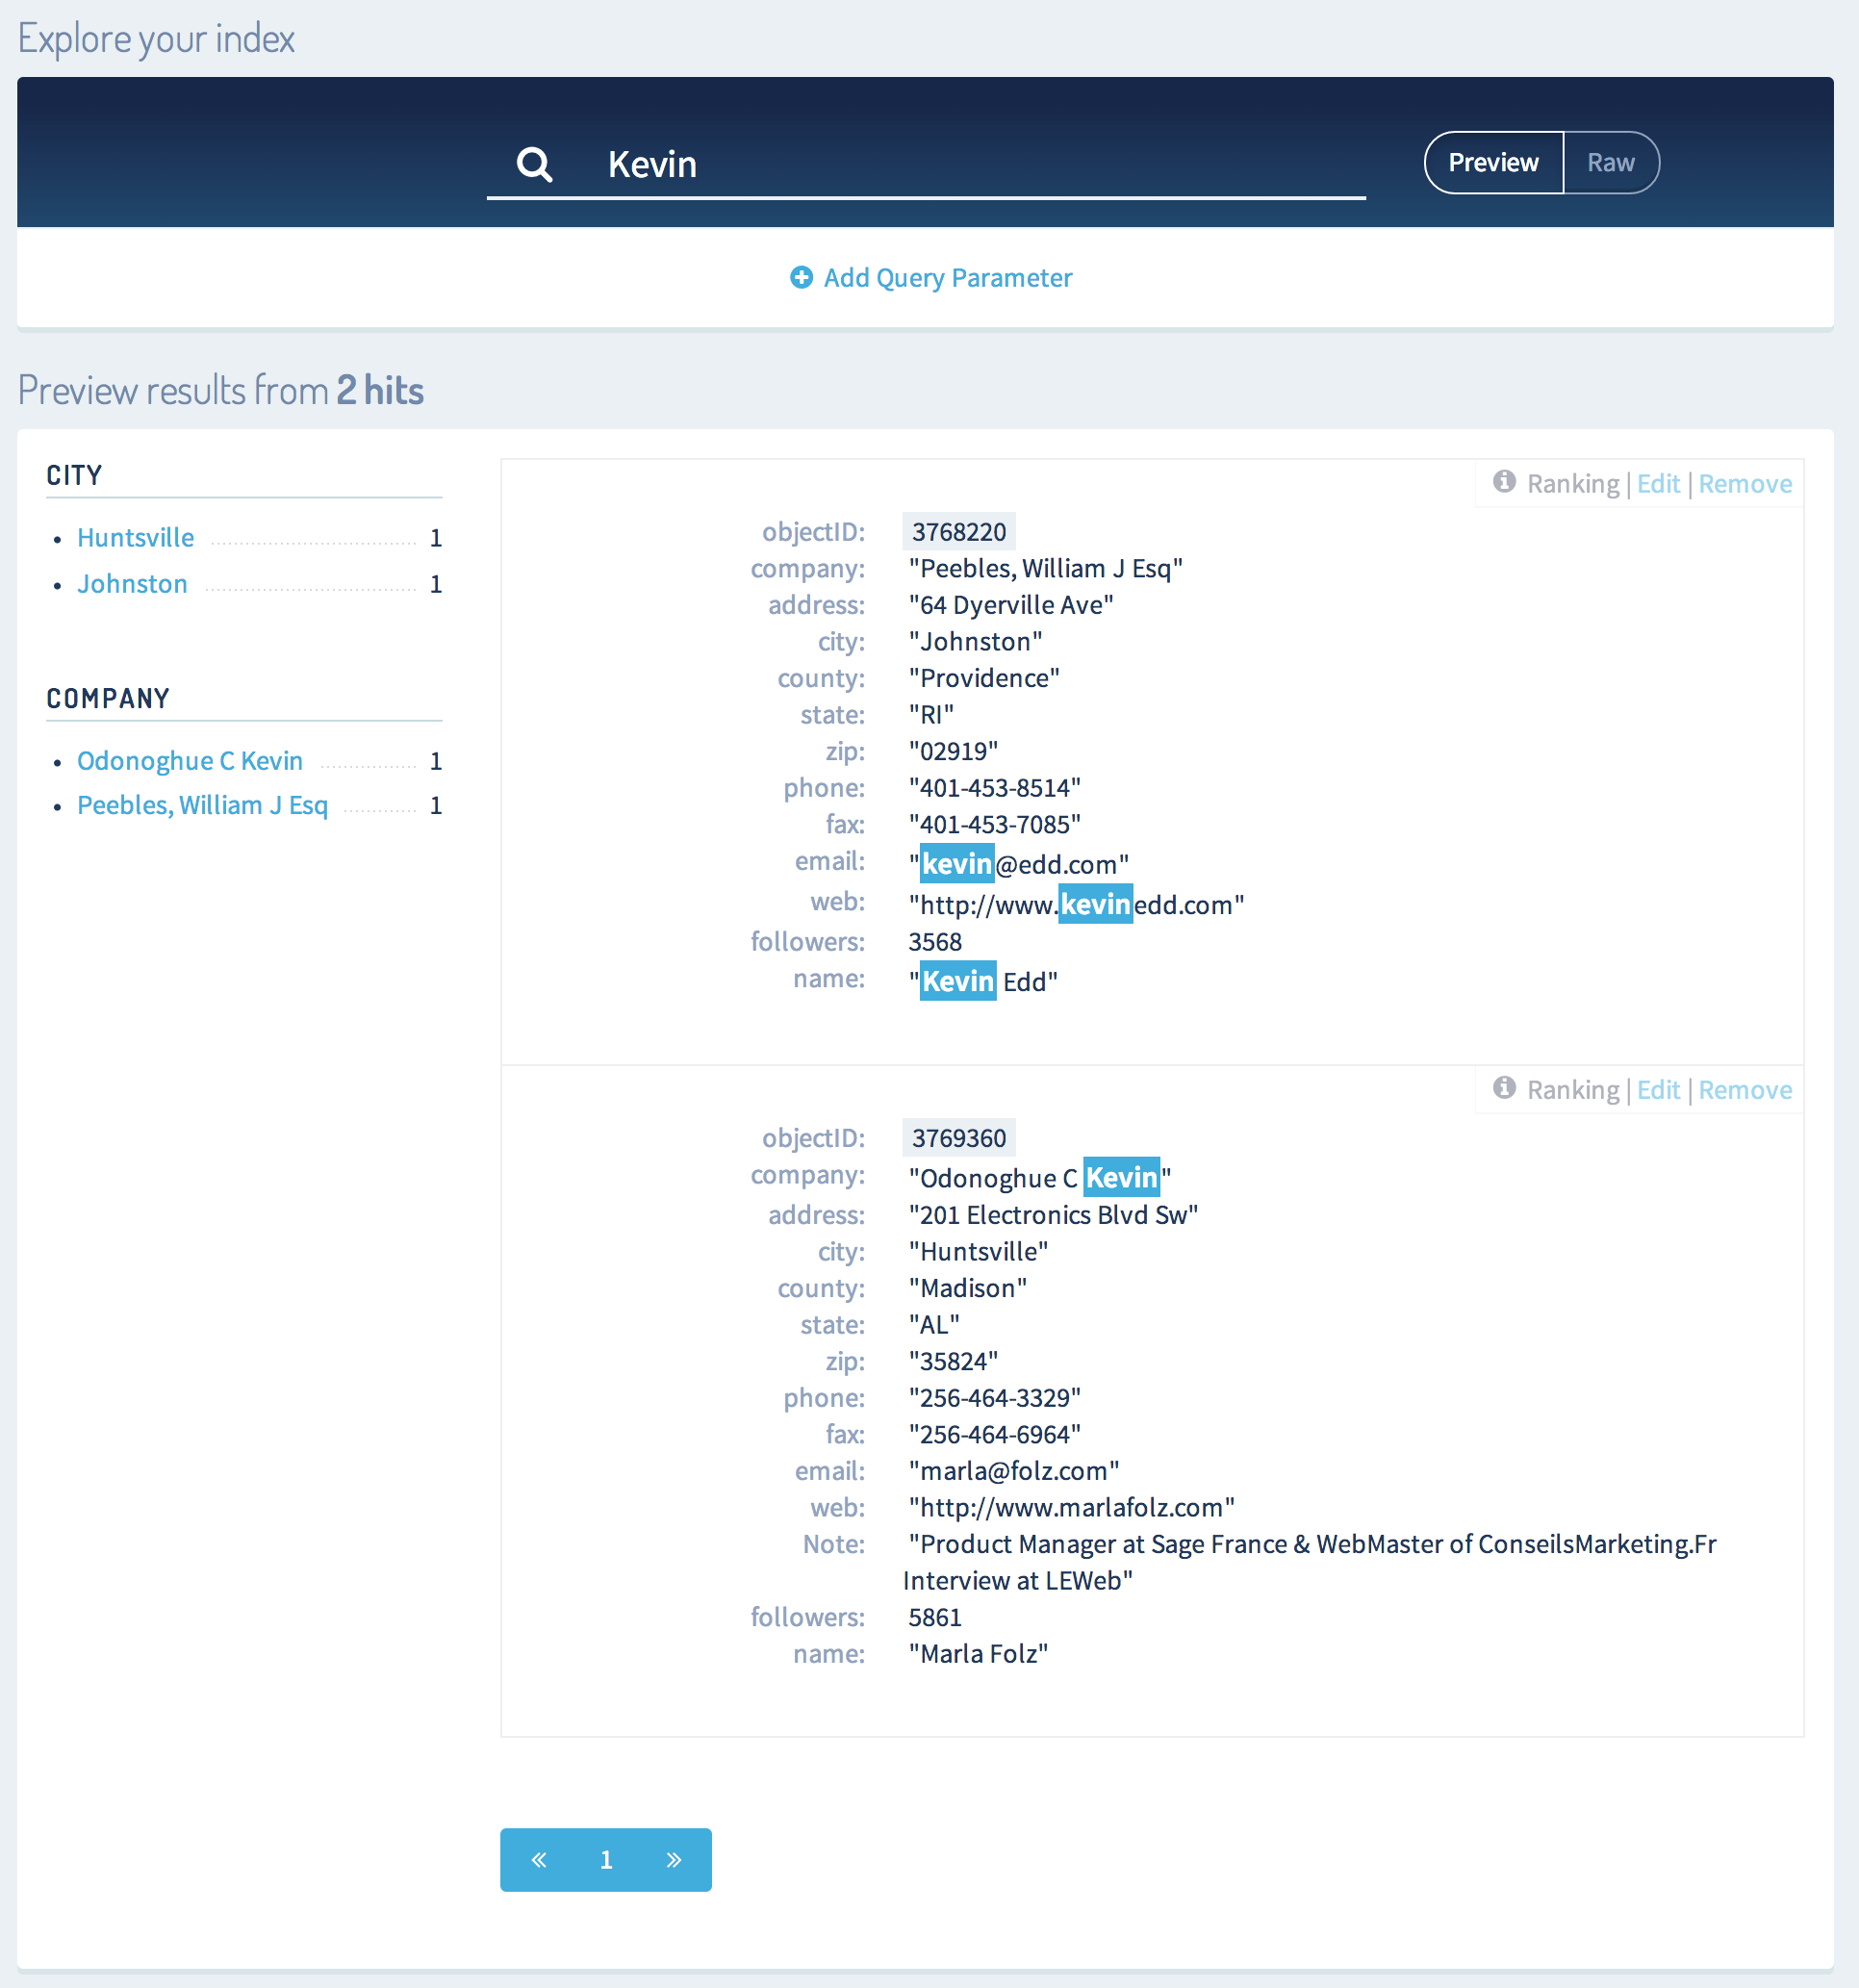 Explore your index
Kevin
Preview Raw
Add Query Parameter
Preview results from 2 hits
CITY
Huntsville 1
Johnston 1
COMPANY
Odonoghue C Kevin 1
Peebles, William J Esq 1
Ranking | Edit | Remove
objectID: 3768220
company: "Peebles, William J Esq"
address: "64 Dyerville Ave"
city: "Johnston"
county: "Providence"
state: "RI"
zip: "02919"
phone: "401-453-8514"
fax: "401-453-7085"
email: "kevin@edd.com"
web: "http://www.kevinedd.com"
followers: 3568
name: "Kevin Edd"
Ranking | Edit | Remove
objectID: 3769360
company: "Odonoghue C Kevin"
address: "201 Electronics Blvd Sw"
city: "Huntsville"
county: "Madison"
state: "AL"
zip: "35824"
phone: "256-464-3329"
fax: "256-464-6964"
email: "marla@folz.com"
web: "http://www.marlafolz.com"
Note: "Product Manager at Sage France & WebMaster of ConseilsMarketing.Fr
Interview at LEWeb"
followers: 5861
name: "Marla Folz"
« 1 »